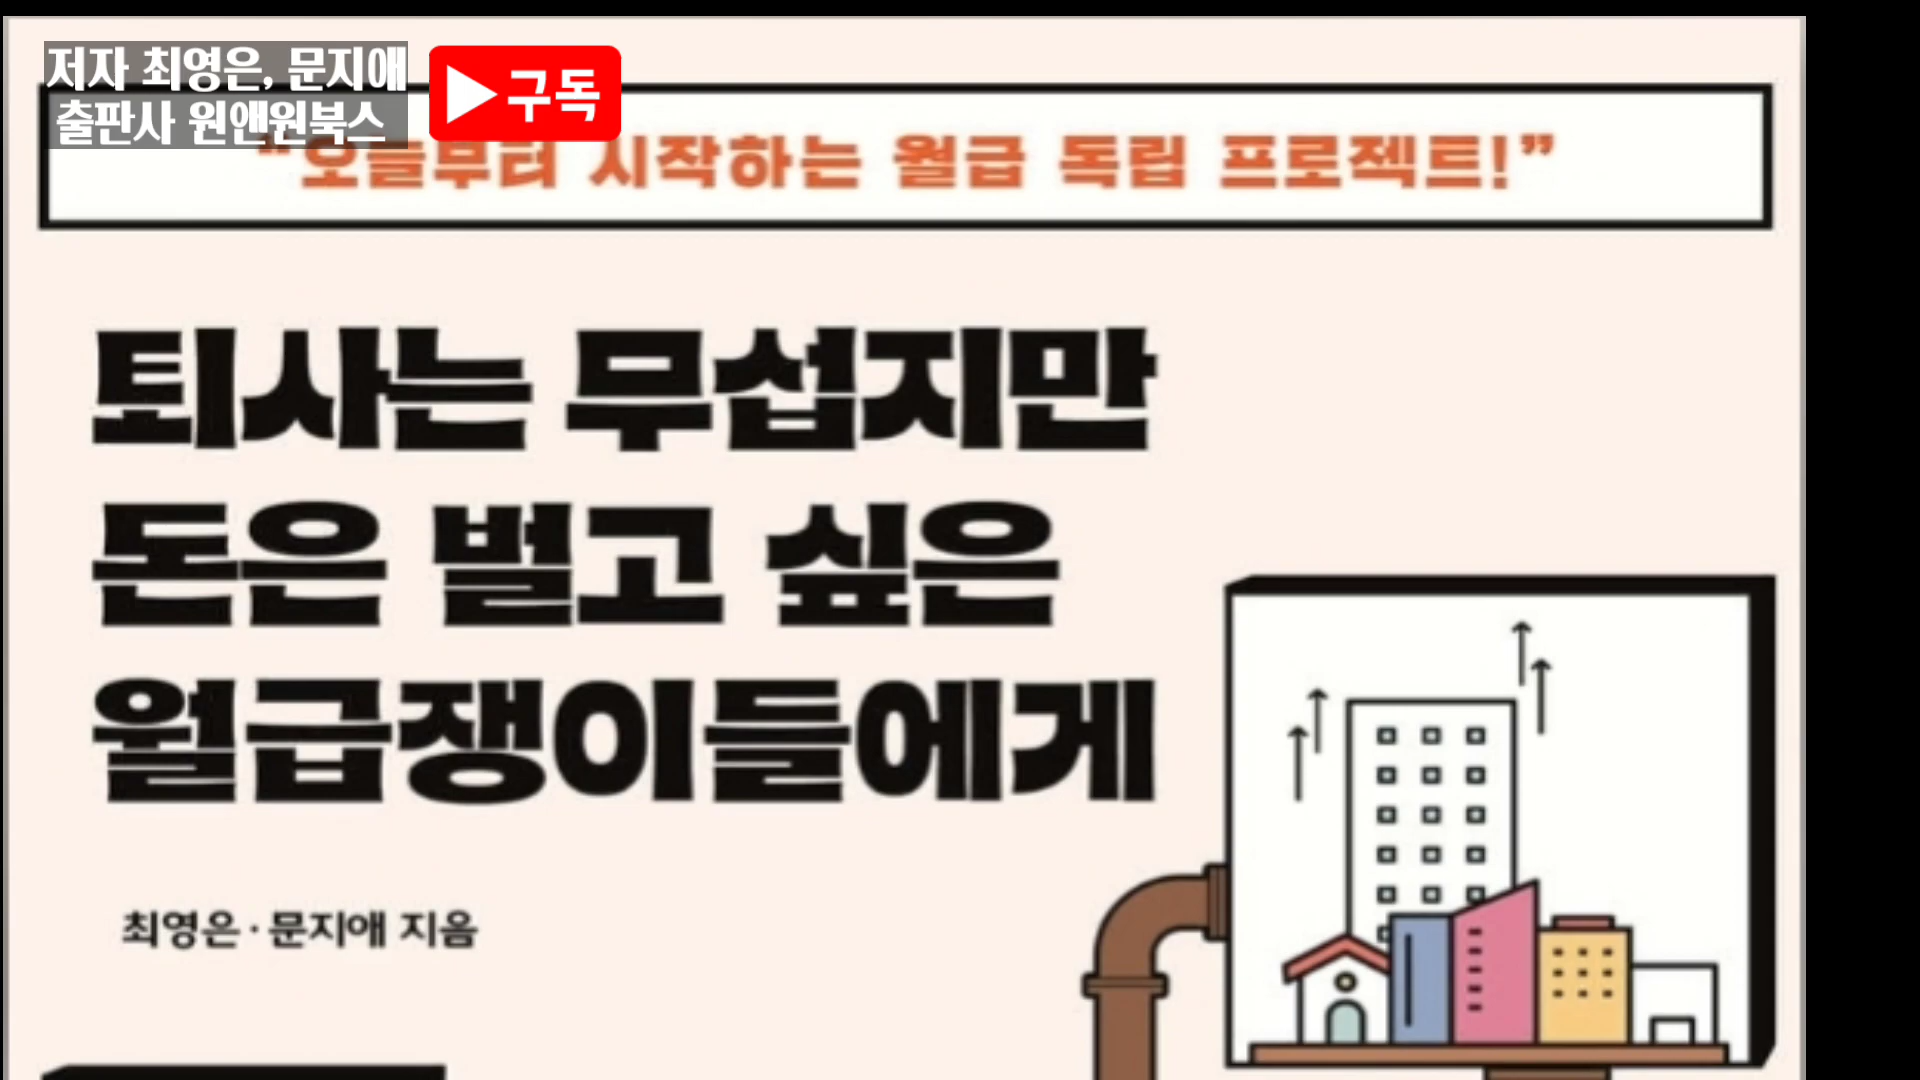 저자 최영은, 문지애
출판사 원앤원북스
구독
“오늘부터 시작하는 월급 독립 프로젝트!”
퇴사는 무섭지만
돈은 벌고 싶은
월급쟁이들에게
최영은·문지애 지음